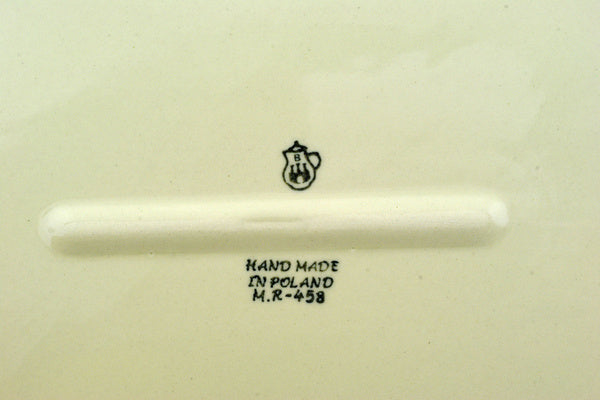 B
HAND MADE
IN POLAND
M.R-458